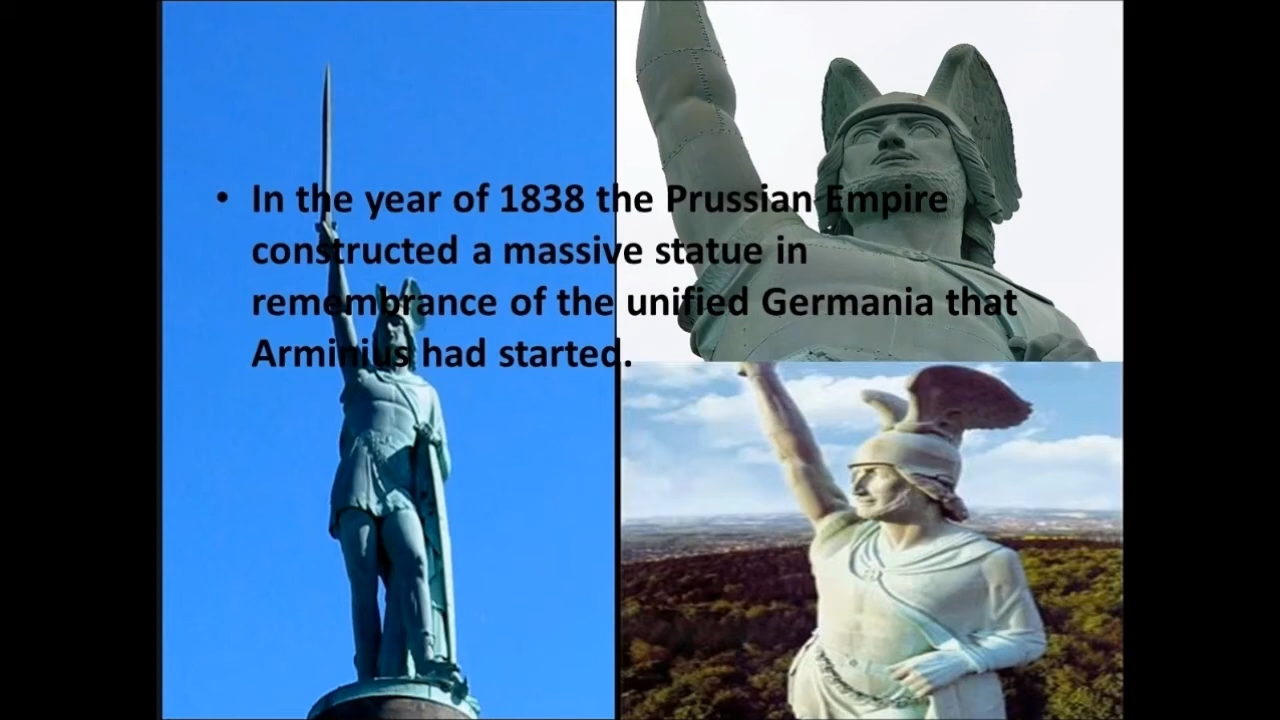 • In the year of 1838 the Prussian Empire
constructed a massive statue in
remembrance of the unified Germania that
Arminius had started.